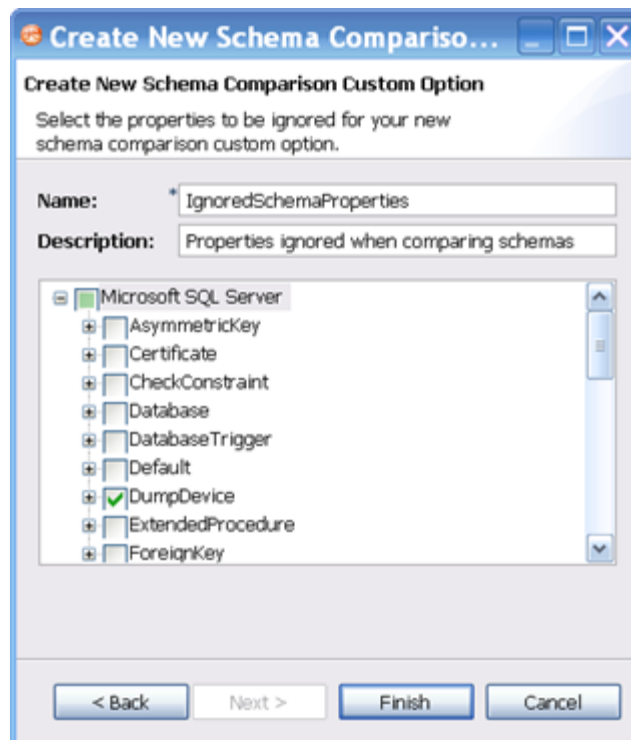 Create New Schema Compariso...
Create New Schema Comparison Custom Option
Select the properties to be ignored for your new
schema comparison custom option.
Name: * IgnoredSchemaProperties
Description: Properties ignored when comparing schemas
Microsoft SQL Server
AsymmetricKey
Certificate
CheckConstraint
Database
DatabaseTrigger
Default
DumpDevice
ExtendedProcedure
ForeignKey
< Back Next > Finish Cancel